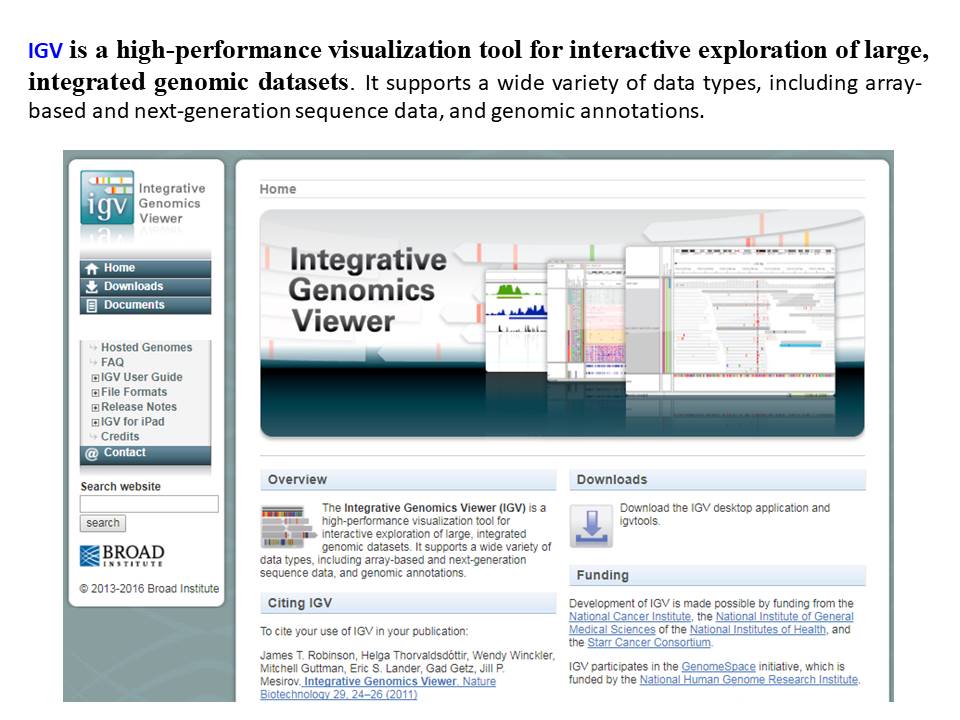 IGV is a high-performance visualization tool for interactive exploration of large,
integrated genomic datasets. It supports a wide variety of data types, including array-
based and next-generation sequence data, and genomic annotations.
igv
Integrative
Genomics
Viewer
Home
Downloads
Documents
Hosted Genomes
FAQ
IGV User Guide
File Formats
Release Notes
IGV for iPad
Credits
Contact
Search website
search
BROAD
INSTITUTE
© 2013-2016 Broad Institute
Home
Integrative
Genomics
Viewer
Overview
The Integrative Genomics Viewer (IGV) is a
high-performance visualization tool for
interactive exploration of large, integrated
genomic datasets. It supports a wide variety of
data types, including array-based and next-generation
sequence data, and genomic annotations.
Citing IGV
To cite your use of IGV in your publication:
James T. Robinson, Helga Thorvaldsdóttir, Wendy Winckler,
Mitchell Guttman, Eric S. Lander, Gad Getz, Jill P.
Mesirov. Integrative Genomics Viewer. Nature
Biotechnology 29, 24–26 (2011)
Downloads
Download the IGV desktop application and
igvtools.
Funding
Development of IGV is made possible by funding from the
National Cancer Institute, the National Institute of General
Medical Sciences of the National Institutes of Health, and
the Starr Cancer Consortium.
IGV participates in the GenomeSpace initiative, which is
funded by the National Human Genome Research Institute.